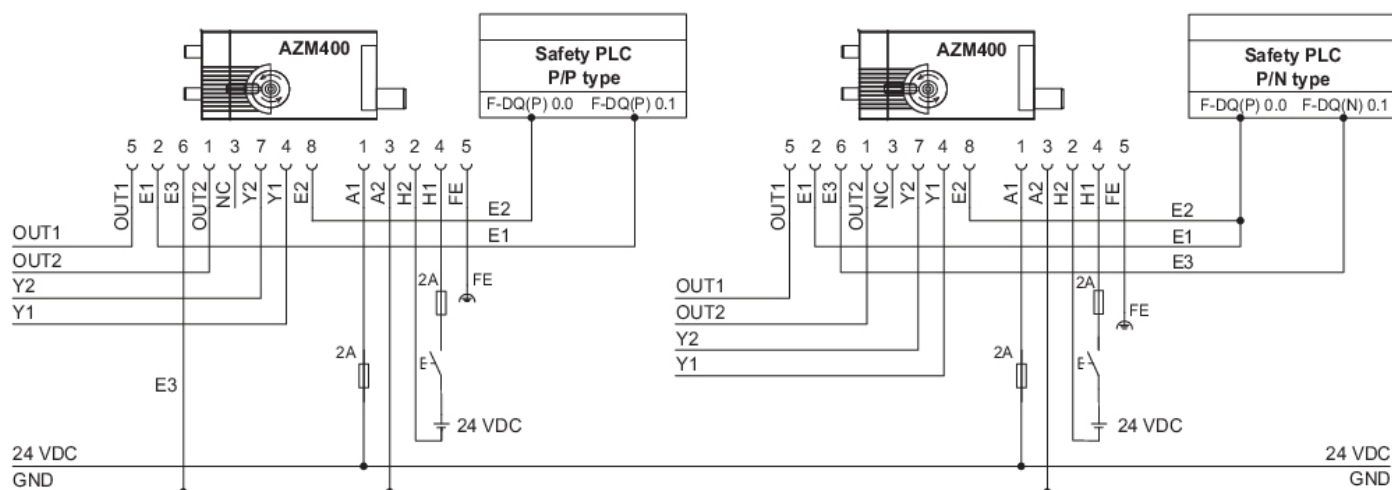 AZM400 Safety PLC AZM400 Safety PLC
P/P type P/N type
F-DQ(P) 0.0 F-DQ(P) 0.1 F-DQ(P) 0.0 F-DQ(N) 0.1
5 2 6 1 3 7 4 8 1 3 2 4 5 5 2 6 1 3 7 4 8 1 3 2 4 5
OUT1 E1 E3 OUT2 NC Y2 Y1 E2 A1 A2 H2 H1 FE OUT1 E1 E3 OUT2 NC Y2 Y1 E2 A1 A2 H2 H1 FE
E2 E2
OUT1 E1 E1
OUT2 E3
Y2 2A FE OUT1 2A
Y1 OUT2 FE
Y2
2A E 2A E
E3 Y1
24 VDC 24 VDC
24 VDC 24 VDC
GND GND